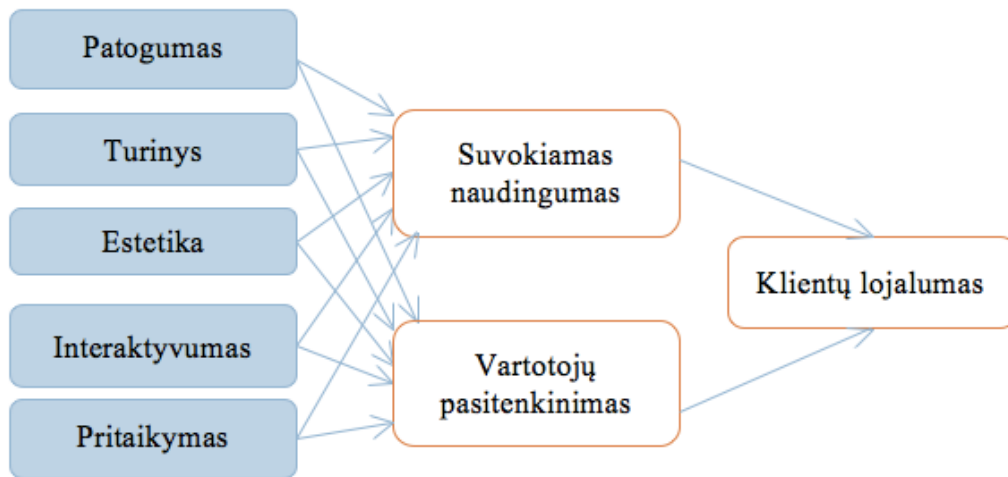 Patogumas
Turinys
Estetika
Interaktyvumas
Pritaikymas
Suvokiamas
naudingumas
Vartotojų
pasitenkinimas
Klientų lojalumas